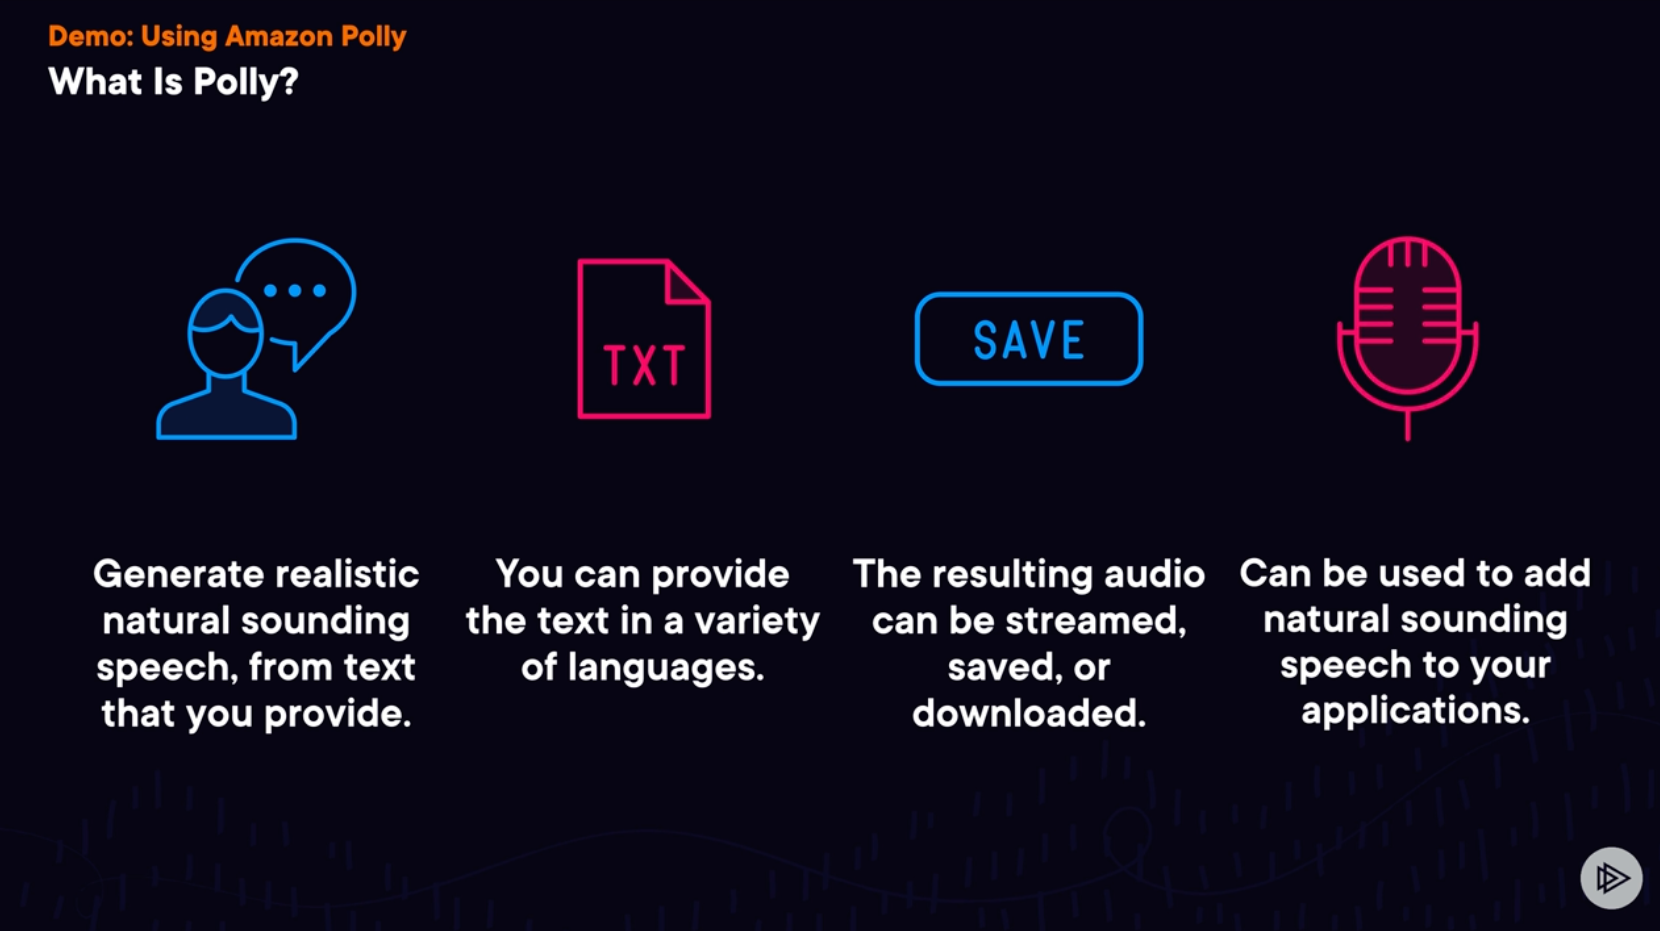 Demo: Using Amazon Polly
What Is Polly?
TXT
SAVE
Generate realistic
natural sounding
speech, from text
that you provide.
You can provide
the text in a variety
of languages.
The resulting audio
can be streamed,
saved, or
downloaded.
Can be used to add
natural sounding
speech to your
applications.